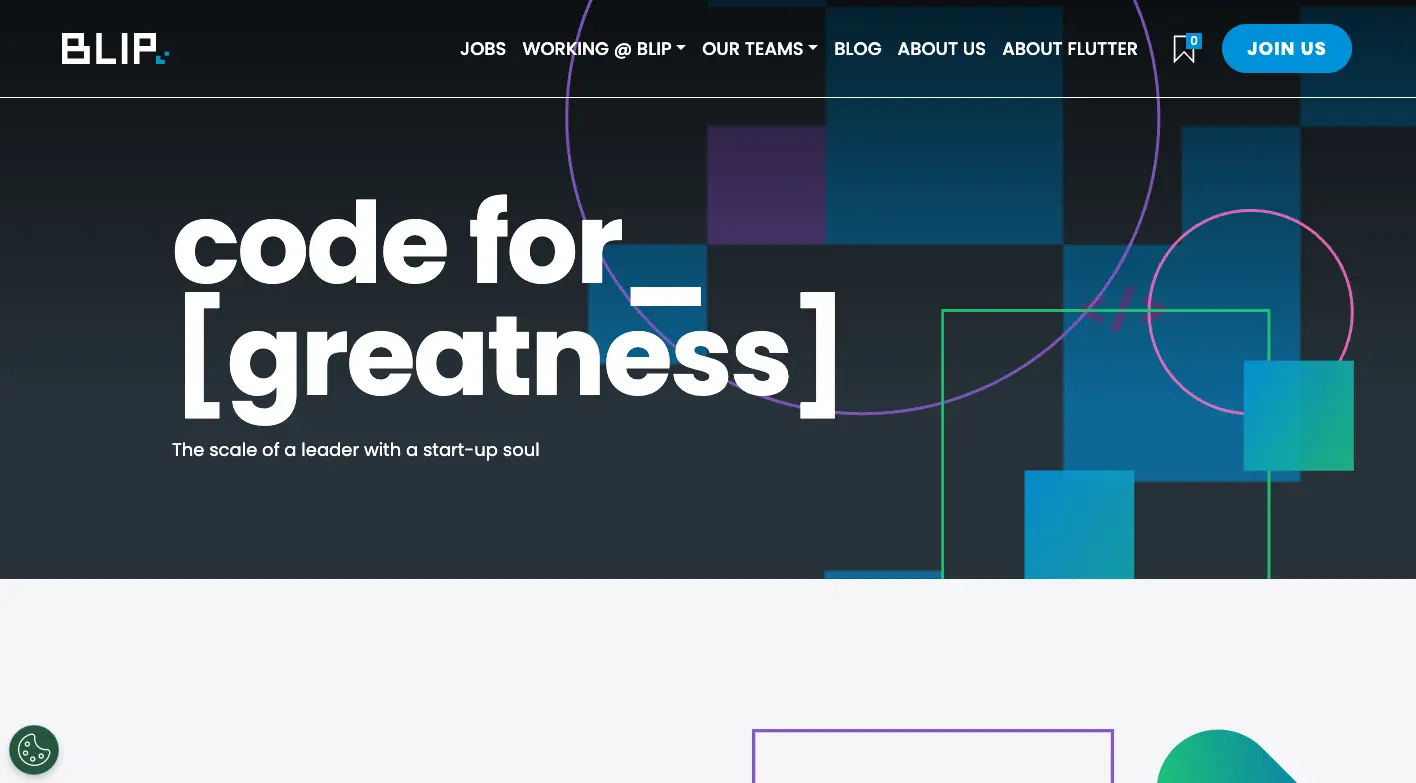 BLIP
JOBS WORKING @ BLIP OUR TEAMS BLOG ABOUT US ABOUT FLUTTER 0 JOIN US
code for_
[greatness]
</>
The scale of a leader with a start-up soul